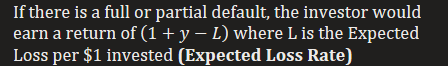 If there is a full or partial default, the investor would
earn a return of (1 + y − L) where L is the Expected
Loss per $1 invested (Expected Loss Rate)